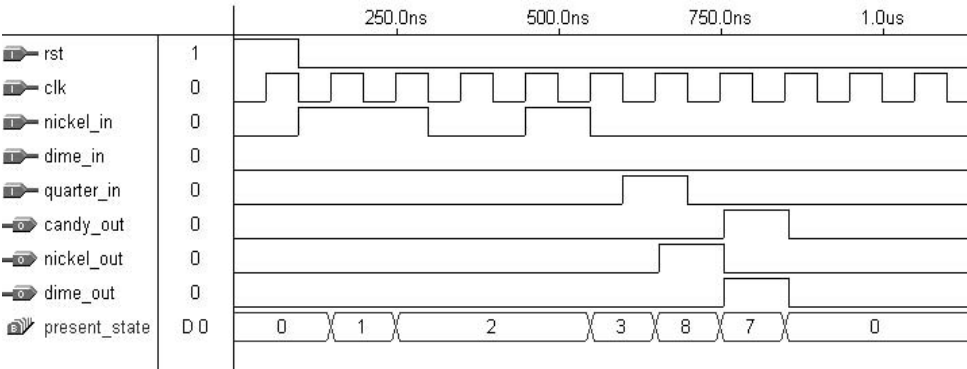 250.0ns 500.0ns 750.0ns 1.0us
rst 1
clk 0
nickel_in 0
dime_in 0
quarter_in 0
candy_out 0
nickel_out 0
dime_out 0
present_state D 0 0 1 2 3 8 7 0